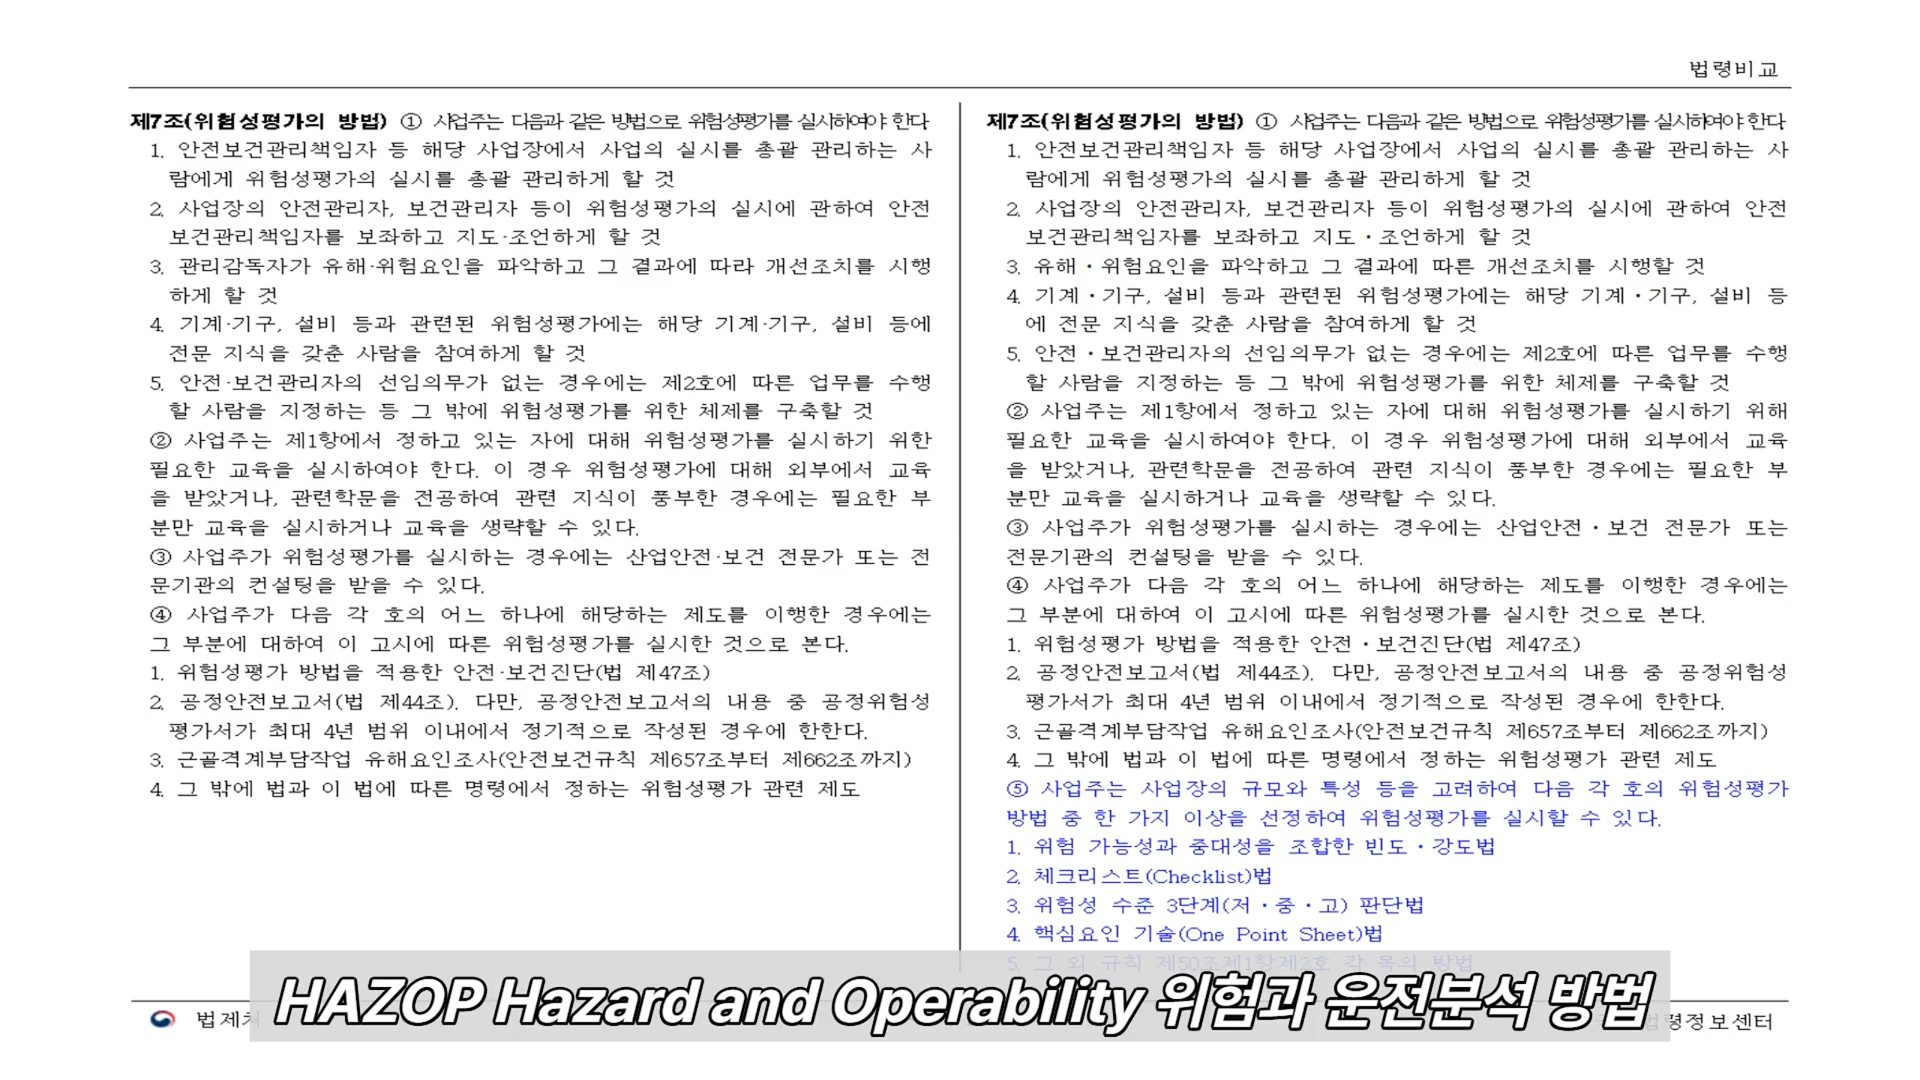 법령비교
제7조(위험성평가의 방법) ① 사업주는 다음과 같은 방법으로 위험성평가를 실시하여야 한다.
1. 안전보건관리책임자 등 해당 사업장에서 사업의 실시를 총괄 관리하는 사
람에게 위험성평가의 실시를 총괄 관리하게 할 것
2. 사업장의 안전관리자, 보건관리자 등이 위험성평가의 실시에 관하여 안전
보건관리책임자를 보좌하고 지도·조언하게 할 것
3. 관리감독자가 유해·위험요인을 파악하고 그 결과에 따라 개선조치를 시행
하게 할 것
4. 기계·기구, 설비 등과 관련된 위험성평가에는 해당 기계·기구, 설비 등에
전문 지식을 갖춘 사람을 참여하게 할 것
5. 안전·보건관리자의 선임의무가 없는 경우에는 제2호에 따른 업무를 수행
할 사람을 지정하는 등 그 밖에 위험성평가를 위한 체제를 구축할 것
② 사업주는 제1항에서 정하고 있는 자에 대해 위험성평가를 실시하기 위한
필요한 교육을 실시하여야 한다. 이 경우 위험성평가에 대해 외부에서 교육
을 받았거나, 관련학문을 전공하여 관련 지식이 풍부한 경우에는 필요한 부
분만 교육을 실시하거나 교육을 생략할 수 있다.
③ 사업주가 위험성평가를 실시하는 경우에는 산업안전·보건 전문가 또는 전
문기관의 컨설팅을 받을 수 있다.
④ 사업주가 다음 각 호의 어느 하나에 해당하는 제도를 이행한 경우에는
그 부분에 대하여 이 고시에 따른 위험성평가를 실시한 것으로 본다.
1. 위험성평가 방법을 적용한 안전·보건진단(법 제47조)
2. 공정안전보고서(법 제44조). 다만, 공정안전보고서의 내용 중 공정위험성
평가서가 최대 4년 범위 이내에서 정기적으로 작성된 경우에 한한다.
3. 근골격계부담작업 유해요인조사(안전보건규칙 제657조부터 제662조까지)
4. 그 밖에 법과 이 법에 따른 명령에서 정하는 위험성평가 관련 제도
제7조(위험성평가의 방법) ① 사업주는 다음과 같은 방법으로 위험성평가를 실시하여야 한다.
1. 안전보건관리책임자 등 해당 사업장에서 사업의 실시를 총괄 관리하는 사
람에게 위험성평가의 실시를 총괄 관리하게 할 것
2. 사업장의 안전관리자, 보건관리자 등이 위험성평가의 실시에 관하여 안전
보건관리책임자를 보좌하고 지도・조언하게 할 것
3. 유해・위험요인을 파악하고 그 결과에 따른 개선조치를 시행할 것
4. 기계・기구, 설비 등과 관련된 위험성평가에는 해당 기계・기구, 설비 등
에 전문 지식을 갖춘 사람을 참여하게 할 것
5. 안전・보건관리자의 선임의무가 없는 경우에는 제2호에 따른 업무를 수행
할 사람을 지정하는 등 그 밖에 위험성평가를 위한 체제를 구축할 것
② 사업주는 제1항에서 정하고 있는 자에 대해 위험성평가를 실시하기 위해
필요한 교육을 실시하여야 한다. 이 경우 위험성평가에 대해 외부에서 교육
을 받았거나, 관련학문을 전공하여 관련 지식이 풍부한 경우에는 필요한 부
분만 교육을 실시하거나 교육을 생략할 수 있다.
③ 사업주가 위험성평가를 실시하는 경우에는 산업안전・보건 전문가 또는
전문기관의 컨설팅을 받을 수 있다.
④ 사업주가 다음 각 호의 어느 하나에 해당하는 제도를 이행한 경우에는
그 부분에 대하여 이 고시에 따른 위험성평가를 실시한 것으로 본다.
1. 위험성평가 방법을 적용한 안전・보건진단(법 제47조)
2. 공정안전보고서(법 제44조). 다만, 공정안전보고서의 내용 중 공정위험성
평가서가 최대 4년 범위 이내에서 정기적으로 작성된 경우에 한한다.
3. 근골격계부담작업 유해요인조사(안전보건규칙 제657조부터 제662조까지)
4. 그 밖에 법과 이 법에 따른 명령에서 정하는 위험성평가 관련 제도
⑤ 사업주는 사업장의 규모와 특성 등을 고려하여 다음 각 호의 위험성평가
방법 중 한 가지 이상을 선정하여 위험성평가를 실시할 수 있다.
1. 위험 가능성과 중대성을 조합한 빈도・강도법
2. 체크리스트(Checklist)법
3. 위험성 수준 3단계(저・중・고) 판단법
4. 핵심요인 기술(One Point Sheet)법
5. 그 외 규칙 제50조제1항제2호 각 목의 방법
HAZOP Hazard and Operability 위험과 운전분석 방법
법제처
법령정보센터